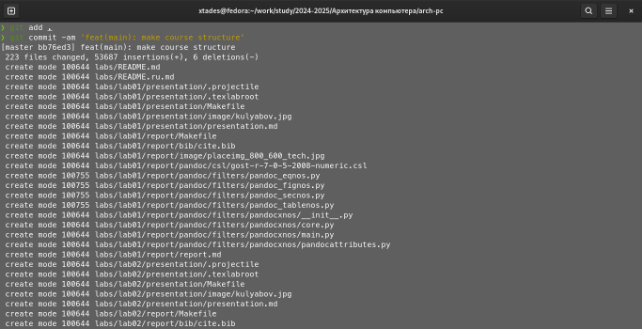 xtades@fedora:~/work/study/2024-2025/Архитектура компьютера/arch-pc
❯ git add .
❯ git commit -am 'feat(main): make course structure'
[master bb76ed3] feat(main): make course structure
223 files changed, 53687 insertions(+), 6 deletions(-)
create mode 100644 labs/README.md
create mode 100644 labs/README.ru.md
create mode 100644 labs/lab01/presentation/.projectile
create mode 100644 labs/lab01/presentation/.texlabroot
create mode 100644 labs/lab01/presentation/Makefile
create mode 100644 labs/lab01/presentation/image/kulyabov.jpg
create mode 100644 labs/lab01/presentation/presentation.md
create mode 100644 labs/lab01/report/Makefile
create mode 100644 labs/lab01/report/bib/cite.bib
create mode 100644 labs/lab01/report/image/placeimg_800_600_tech.jpg
create mode 100644 labs/lab01/report/pandoc/csl/gost-r-7-0-5-2008-numeric.csl
create mode 100755 labs/lab01/report/pandoc/filters/pandoc_eqnos.py
create mode 100755 labs/lab01/report/pandoc/filters/pandoc_fignos.py
create mode 100755 labs/lab01/report/pandoc/filters/pandoc_secnos.py
create mode 100755 labs/lab01/report/pandoc/filters/pandoc_tablenos.py
create mode 100644 labs/lab01/report/pandoc/filters/pandocxnos/__init__.py
create mode 100644 labs/lab01/report/pandoc/filters/pandocxnos/core.py
create mode 100644 labs/lab01/report/pandoc/filters/pandocxnos/main.py
create mode 100644 labs/lab01/report/pandoc/filters/pandocxnos/pandocattributes.py
create mode 100644 labs/lab01/report/report.md
create mode 100644 labs/lab02/presentation/.projectile
create mode 100644 labs/lab02/presentation/.texlabroot
create mode 100644 labs/lab02/presentation/Makefile
create mode 100644 labs/lab02/presentation/image/kulyabov.jpg
create mode 100644 labs/lab02/presentation/presentation.md
create mode 100644 labs/lab02/report/Makefile
create mode 100644 labs/lab02/report/bib/cite.bib